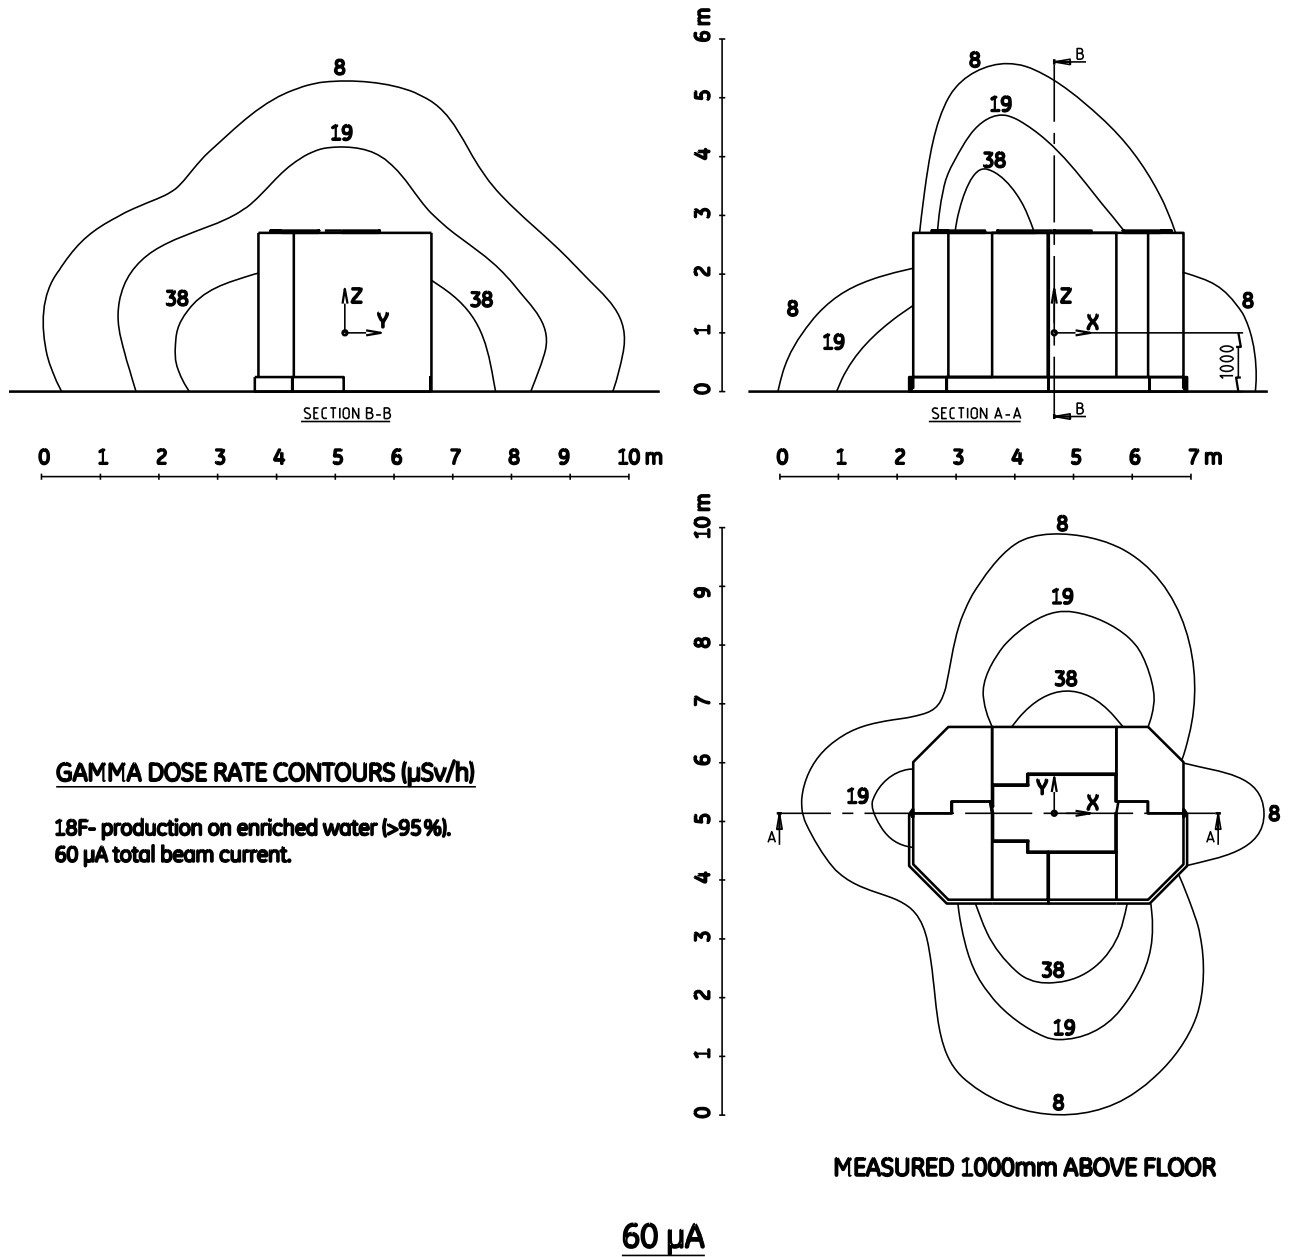 8
19
38
38
Z
Y
SECTION B-B
0 1 2 3 4 5 6 7 8 9 10 m
6 m
5
4
3
2
1
0
B
8
19
38
8
19
8
Z
X
1000
SECTION A-A
B
0 1 2 3 4 5 6 7 m
10 m
9
8
7
6
5
4
3
2
1
0
8
19
38
19
Y
X
8
A
A
38
19
8
GAMMA DOSE RATE CONTOURS (µSv/h)
18F- production on enriched water (>95%).
60 µA total beam current.
MEASURED 1000mm ABOVE FLOOR
60 µA